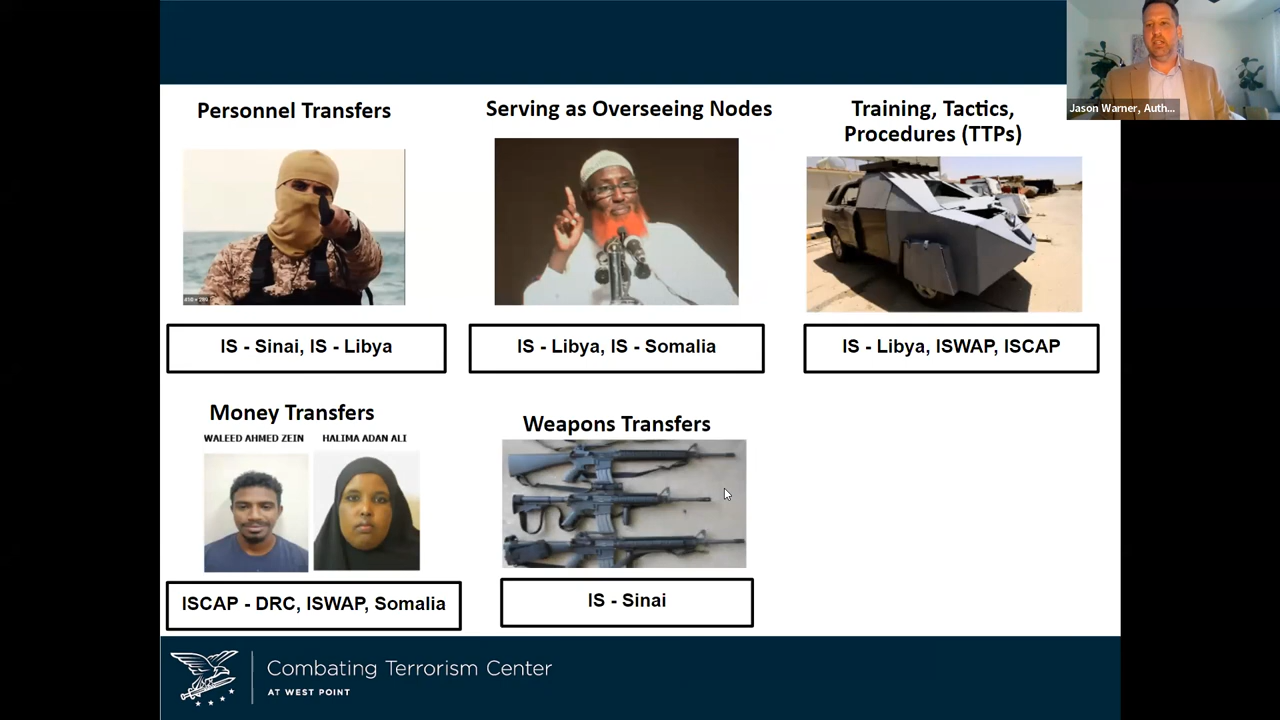 Jason Warner, Auth...
Personnel Transfers
Serving as Overseeing Nodes
Training, Tactics,
Procedures (TTPs)
IS - Sinai, IS - Libya
IS - Libya, IS - Somalia
IS - Libya, ISWAP, ISCAP
Money Transfers
WALEED AHMED ZEIN
HALIMA ADAN ALI
Weapons Transfers
ISCAP - DRC, ISWAP, Somalia
IS - Sinai
Combating Terrorism Center
AT WEST POINT